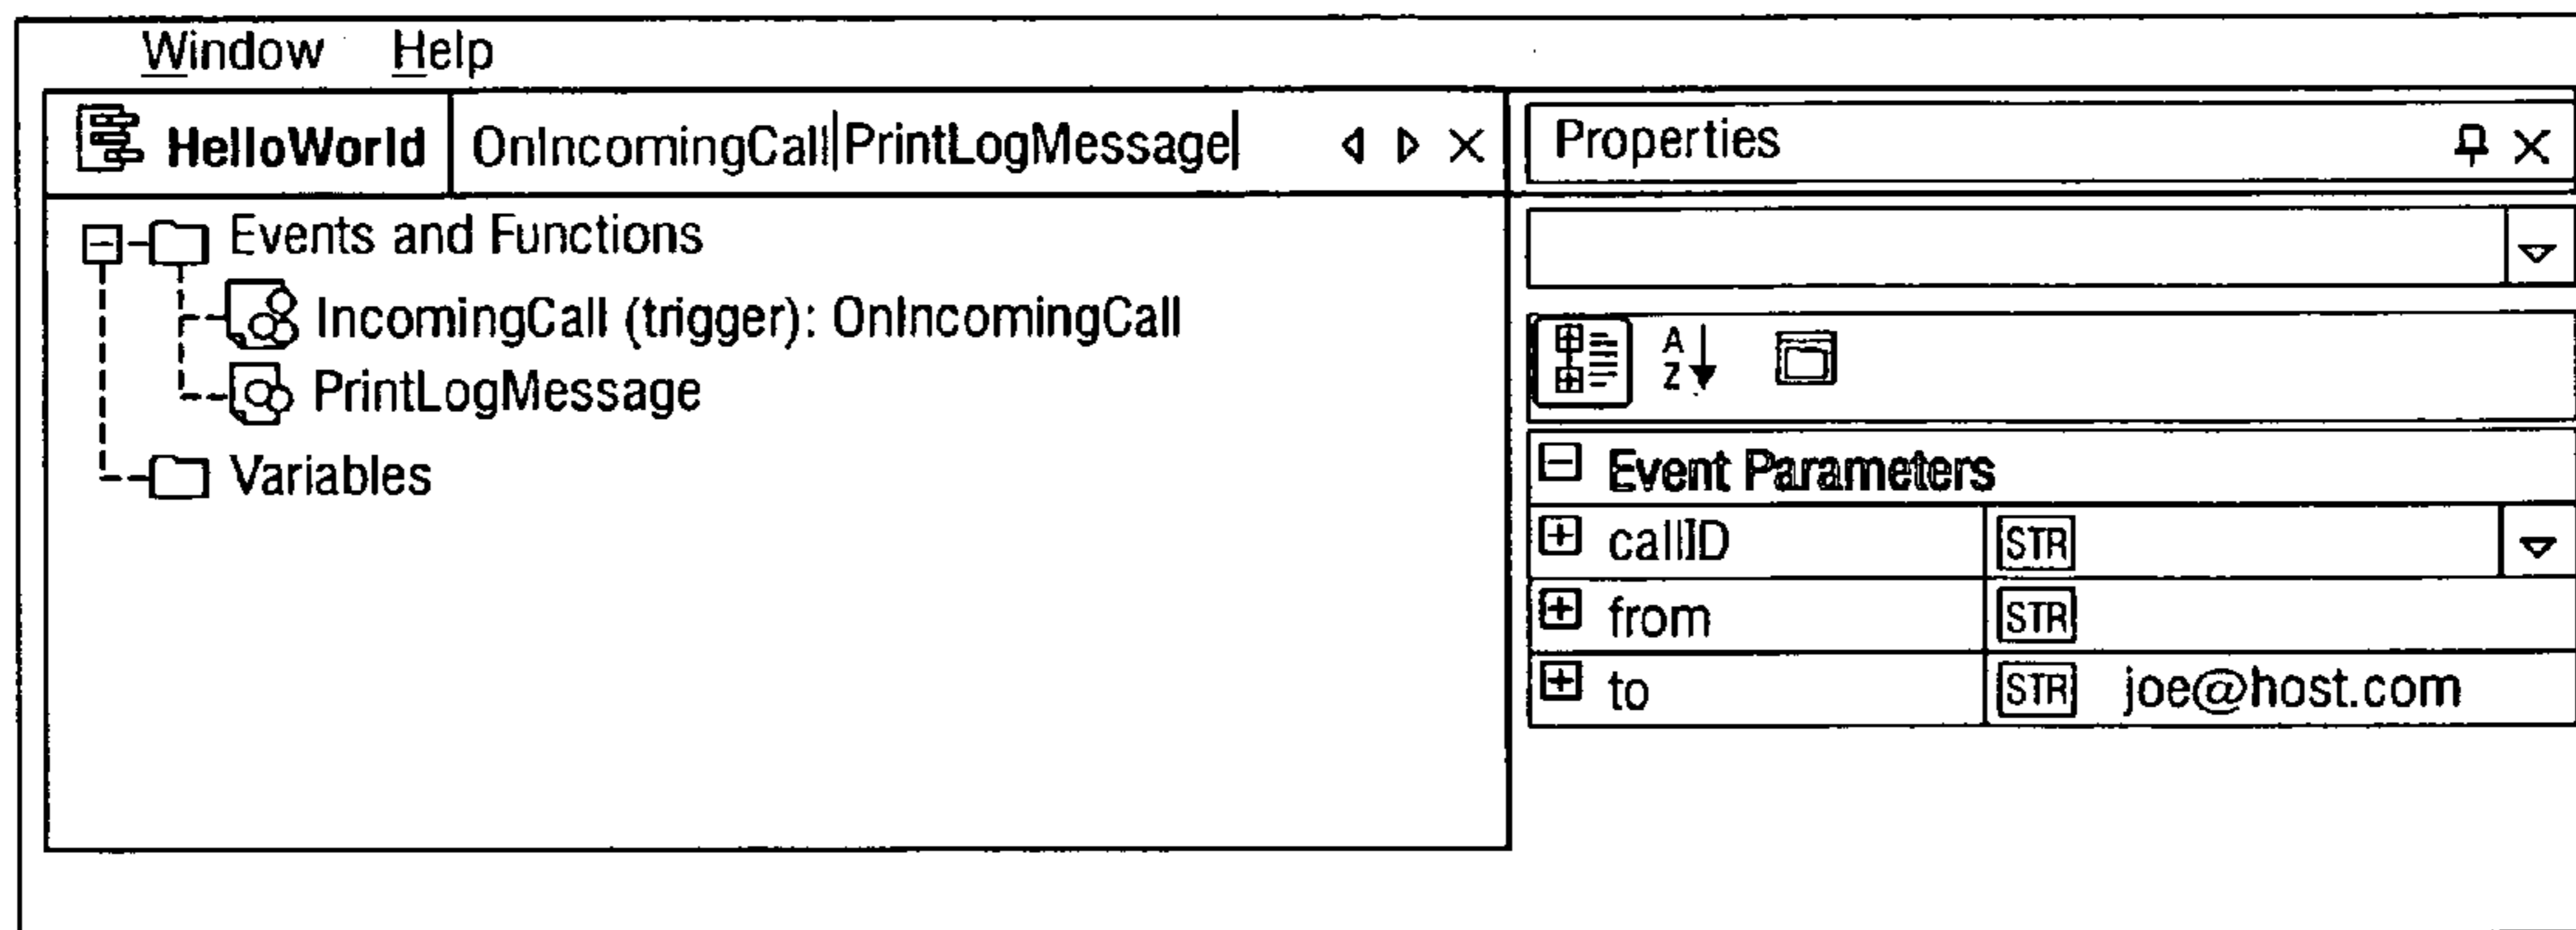 Window Help
HelloWorld OnIncomingCall PrintLogMessage
Events and Functions
IncomingCall (trigger): OnIncomingCall
PrintLogMessage
Variables
Properties
A
Z
Event Parameters
callID STR
from STR
to STR joe@host.com